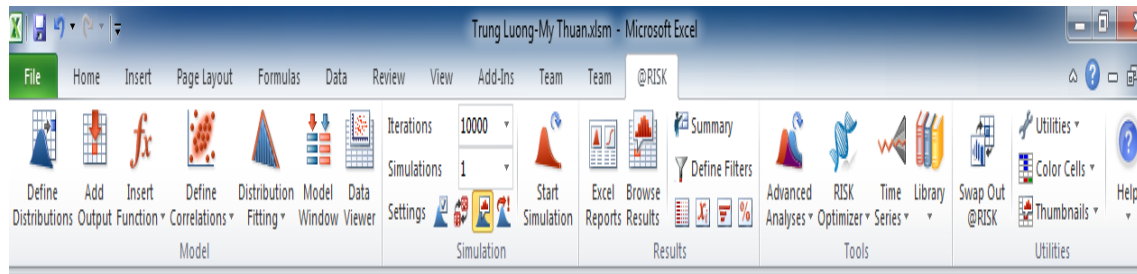 Trung Luong-My Thuan.xlsm - Microsoft Excel
File Home Insert Page Layout Formulas Data Review View Add-Ins Team Team @RISK
Define Distributions
Add Output
Insert Function
Define Correlations
Distribution Fitting
Model Window
Data Viewer
Model
Iterations 10000
Simulations 1
Settings
Start Simulation
Simulation
Excel Reports
Browse Results
Summary
Define Filters
Results
Advanced Analyses
RISK Optimizer
Time Series
Library
Tools
Swap Out @RISK
Utilities
Color Cells
Thumbnails
Utilities
Help